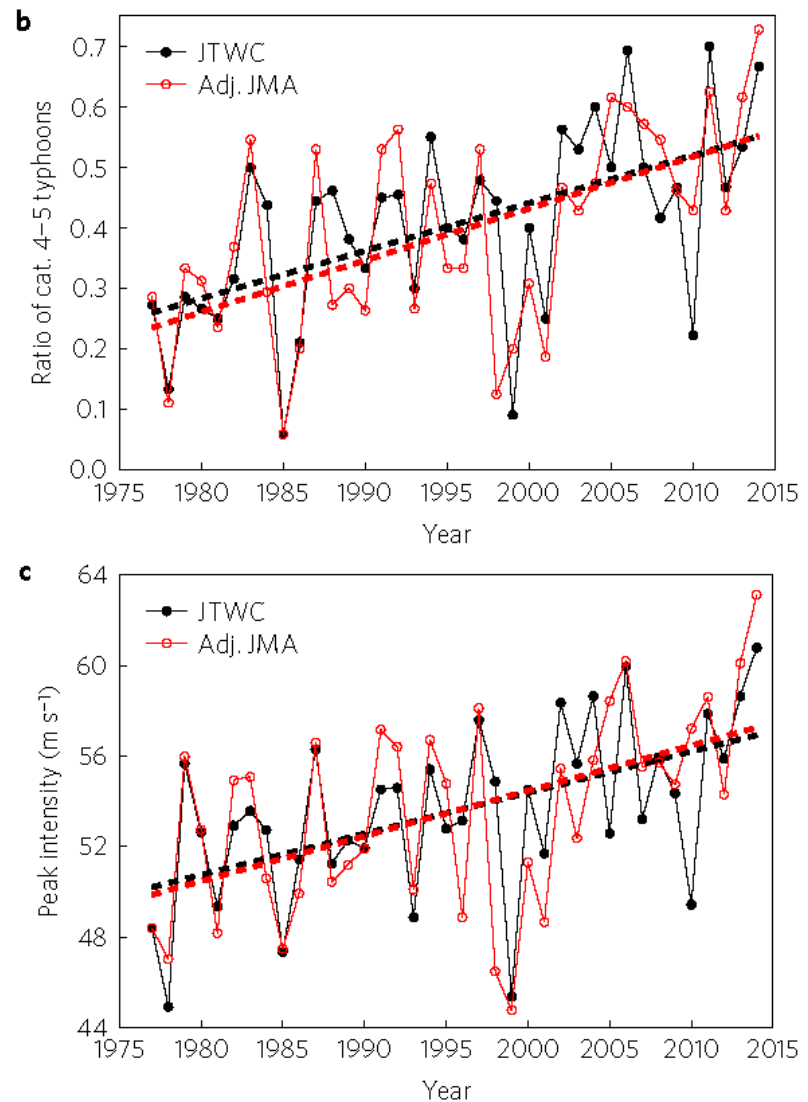 b
JTWC
Adj. JMA
0.7
0.6
0.5
0.4
0.3
0.2
0.1
0.0
Ratio of cat. 4–5 typhoons
1975 1980 1985 1990 1995 2000 2005 2010 2015
Year
c
JTWC
Adj. JMA
64
60
56
52
48
44
Peak intensity (m s⁻¹)
1975 1980 1985 1990 1995 2000 2005 2010 2015
Year